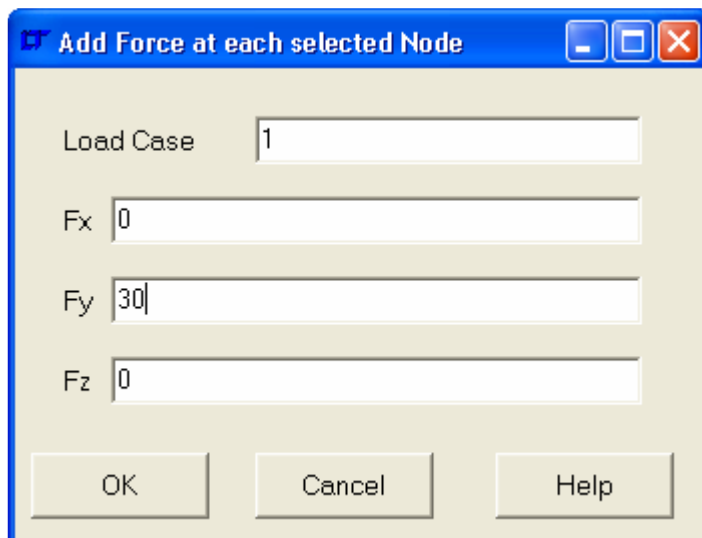 Add Force at each selected Node
Load Case 1
Fx 0
Fy 30
Fz 0
OK Cancel Help